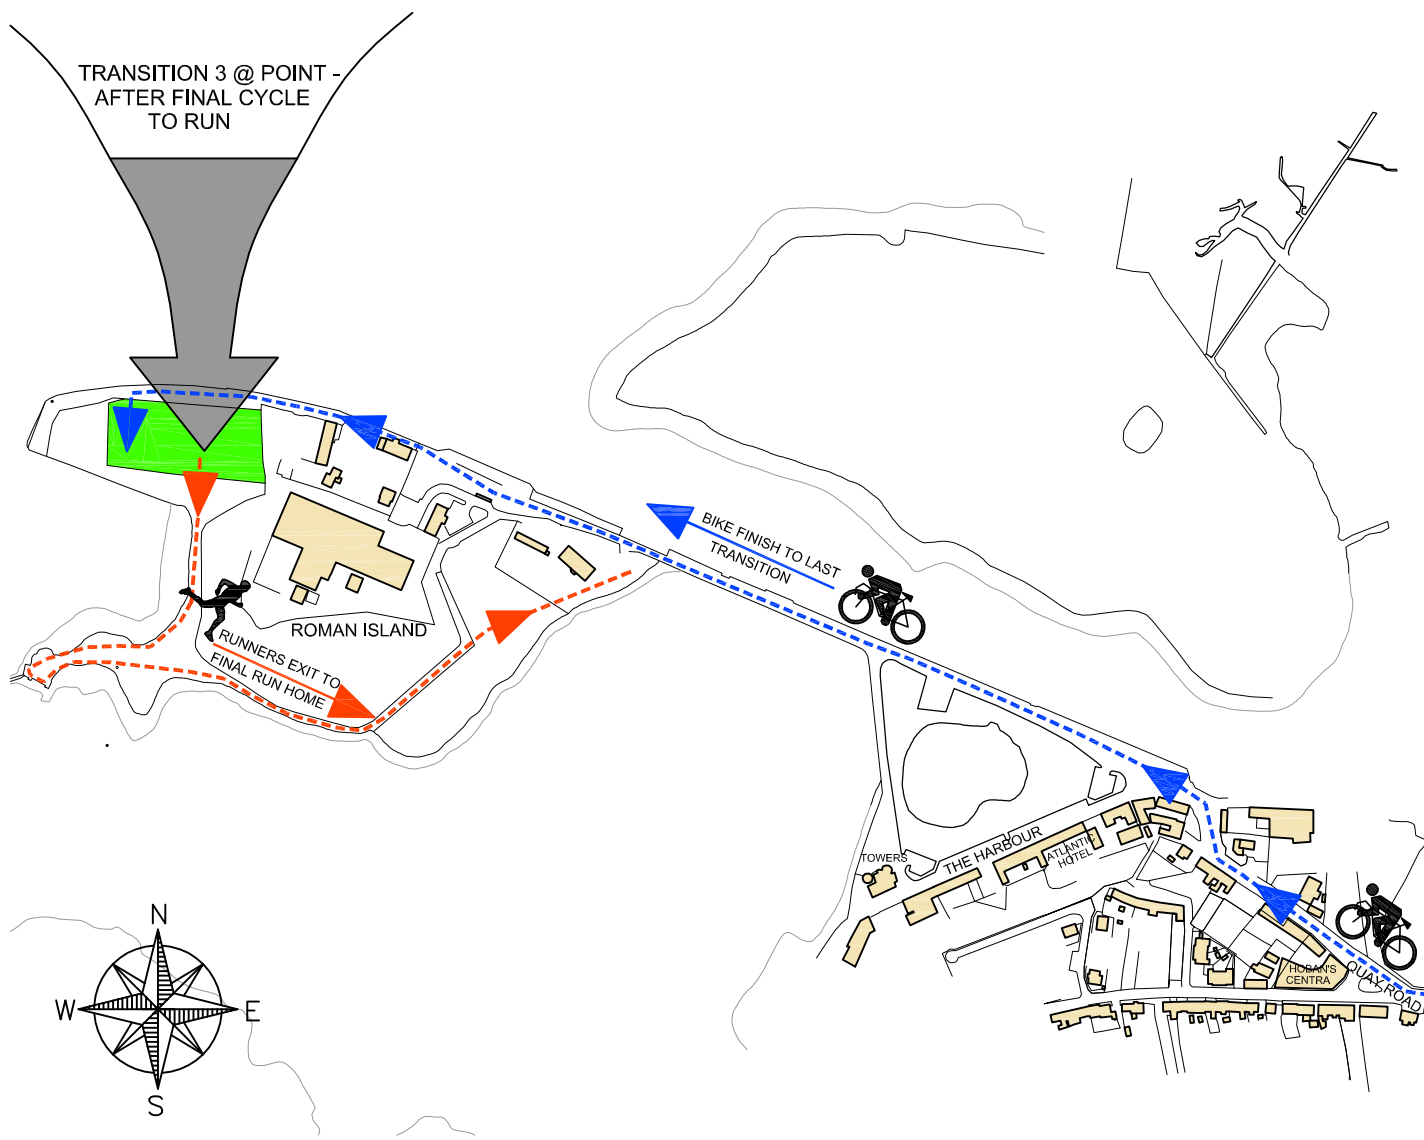 TRANSITION 3 @ POINT -
AFTER FINAL CYCLE
TO RUN
BIKE FINISH TO LAST
TRANSITION
ROMAN ISLAND
RUNNERS EXIT TO
FINAL RUN HOME
TOWERS
THE HARBOUR
ATLANTIC
HOTEL
HOBAN'S
CENTRA
QUAY ROAD
N
W
E
S